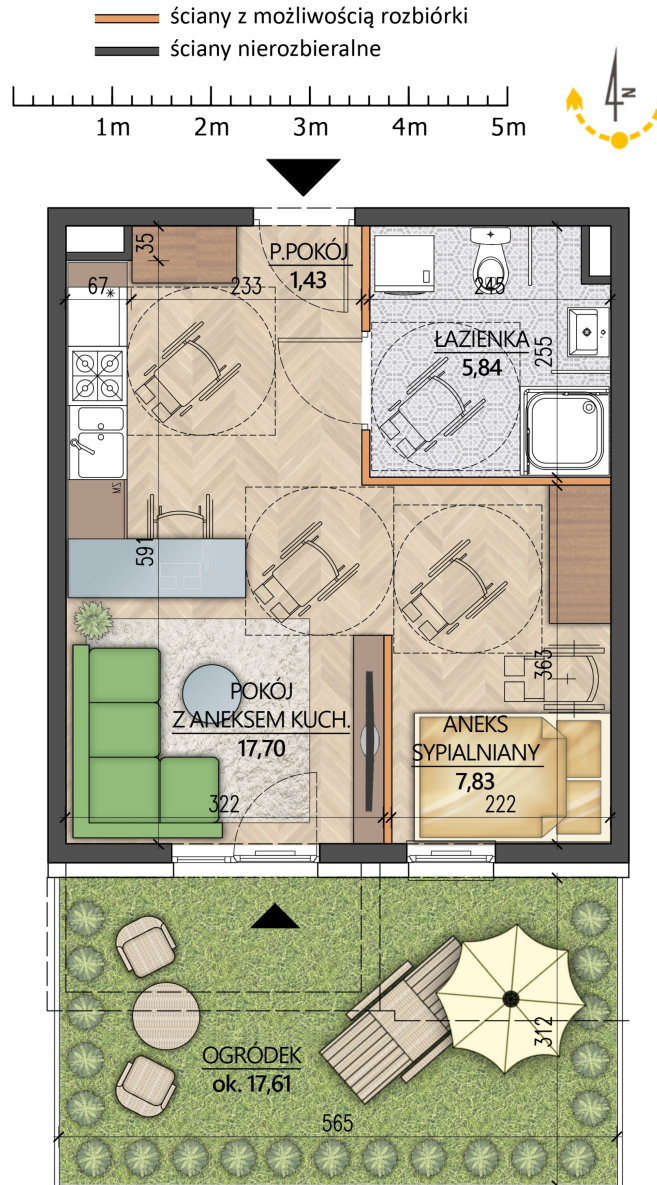 ściany z możliwością rozbiórki
ściany nierozbieralne
1m 2m 3m 4m 5m
N
35
P.POKÓJ
1,43
67
*
233
245
ŁAZIENKA
5,84
255
ZM
591
363
POKÓJ
Z ANEKSEM KUCH.
17,70
ANEKS
SYPIALNIANY
7,83
322
222
OGRÓDEK
ok. 17,61
312
565